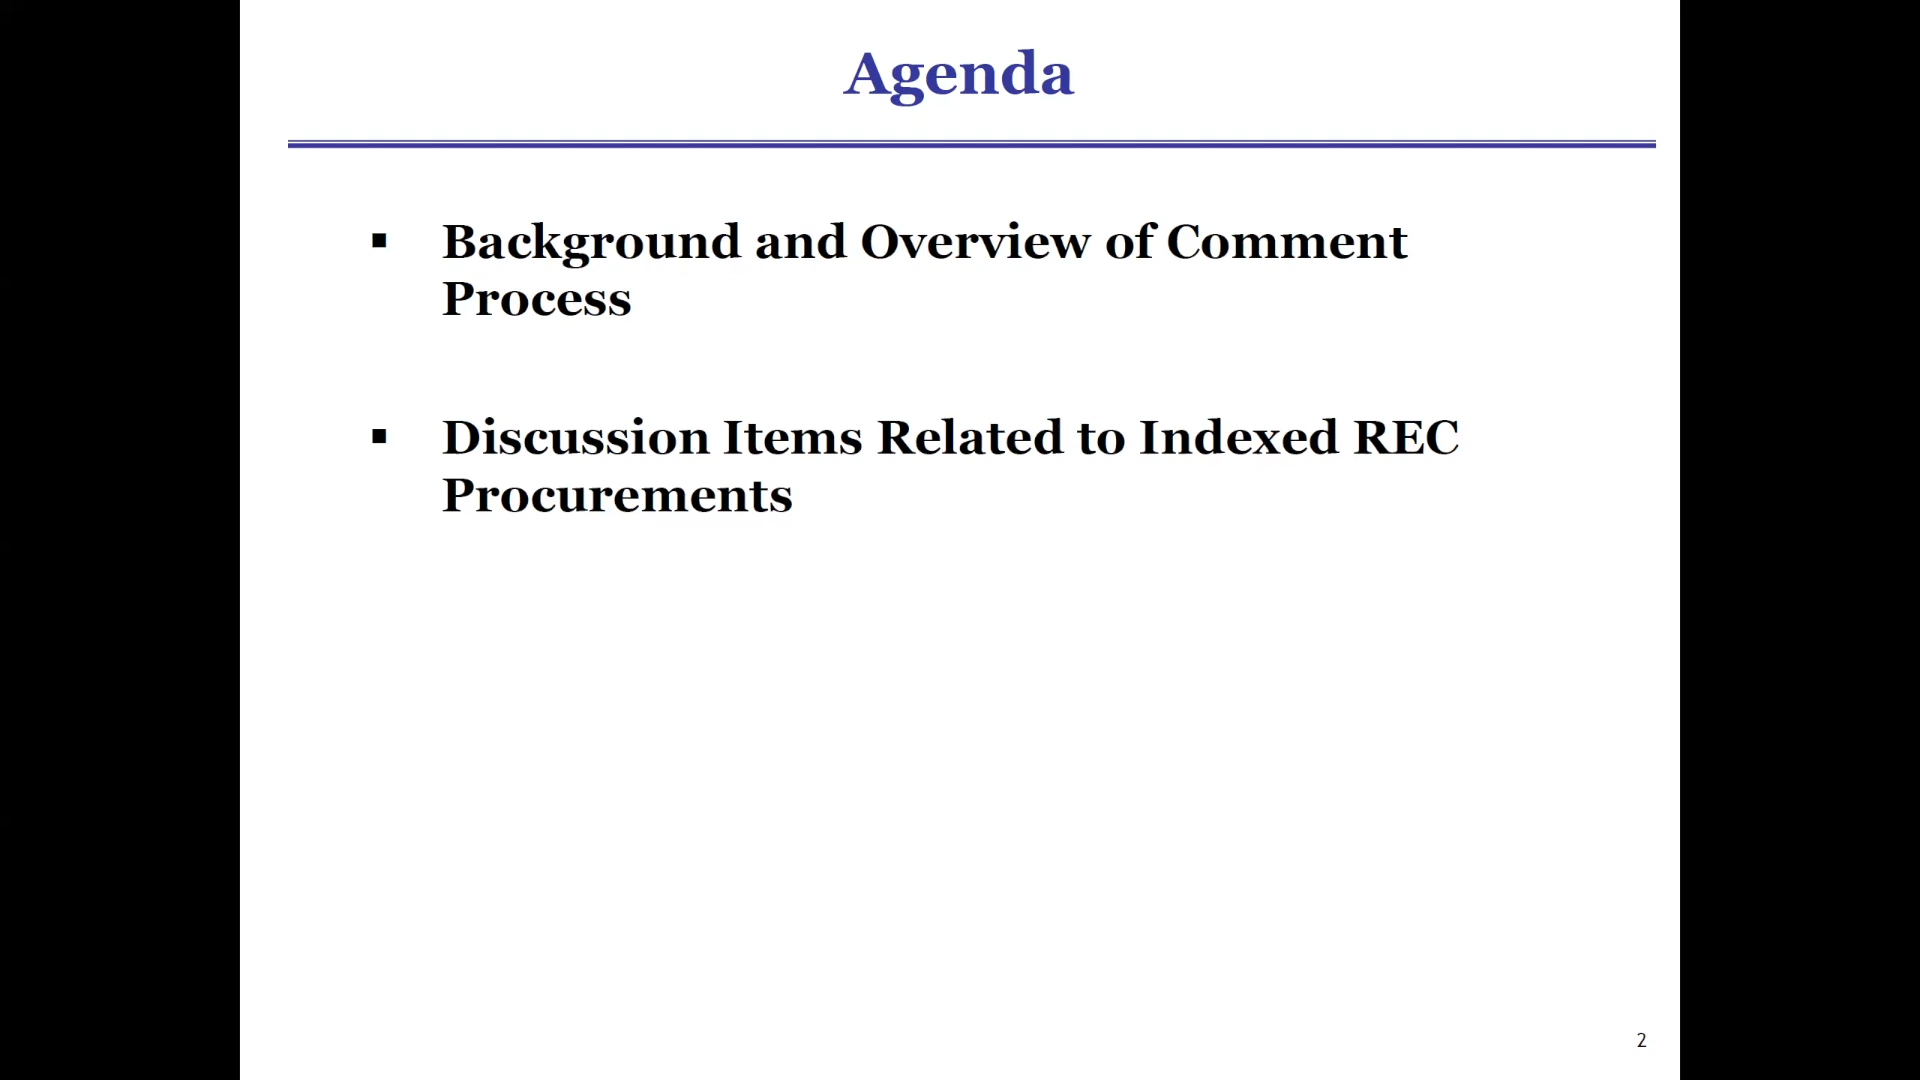 Agenda
▪ Background and Overview of Comment
Process
▪ Discussion Items Related to Indexed REC
Procurements
2